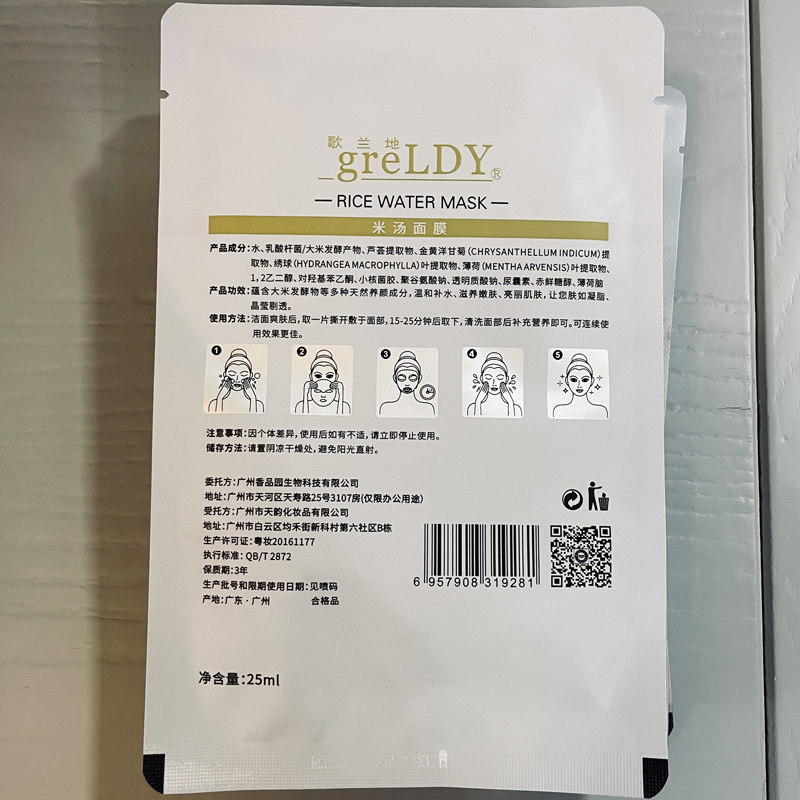 歌兰地
greLDY®
RICE WATER MASK
米汤面膜
产品成分:水、乳酸杆菌/大米发酵产物、芦荟提取物、金黄洋甘菊(CHRYSANTHELLUM INDICUM)提
取物、绣球(HYDRANGEA MACROPHYLLA)叶提取物、薄荷(MENTHA ARVENSIS)叶提取物、
1,2乙二醇、对羟基苯乙酮、小核菌胶、聚谷氨酸钠、透明质酸钠、尿囊素、赤鲜糖醇、薄荷脑
产品功效:蕴含大米发酵物等多种天然养颜成分,温和补水、滋养嫩肤、亮丽肌肤,让您肤如凝脂、
晶莹剔透。
使用方法:洁面爽肤后,取一片撕开敷于面部,15-25分钟后取下,清洗面部后补充营养即可。可连续使
用效果更佳。
1 2 3 4 5
注意事项:因个体差异,使用后如有不适,请立即停止使用。
储存方法:请置阴凉干燥处,避免阳光直射。
委托方:广州香品园生物科技有限公司
地址:广州市天河区天寿路25号3107房(仅限办公用途)
受托方:广州市天韵化妆品有限公司
地址:广州市白云区均禾街新科村第六社区B栋
生产许可证:粤妆20161177
执行标准:QB/T 2872
保质期:3年
生产批号和限期使用日期:见喷码
产地:广东·广州 合格品
6 957908 319281
净含量:25ml